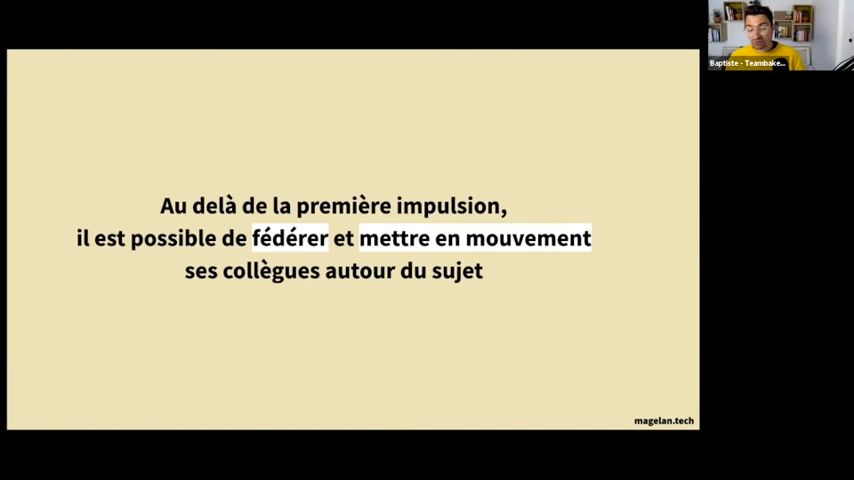 Baptiste - Teambake...
Au delà de la première impulsion,
il est possible de fédérer et mettre en mouvement
ses collègues autour du sujet
magelan.tech